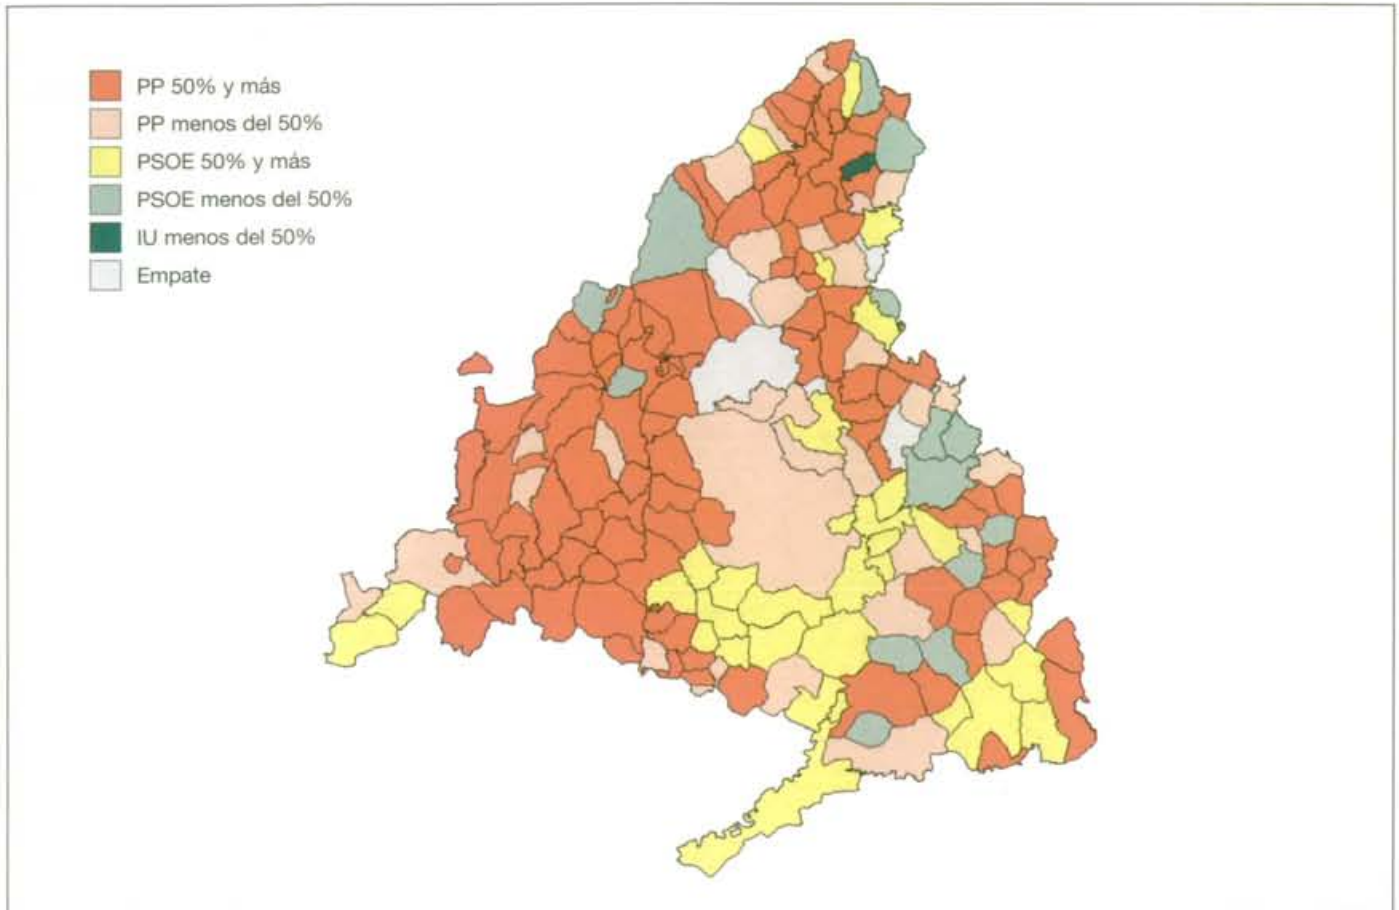 PP 50% y más
PP menos del 50%
PSOE 50% y más
PSOE menos del 50%
IU menos del 50%
Empate